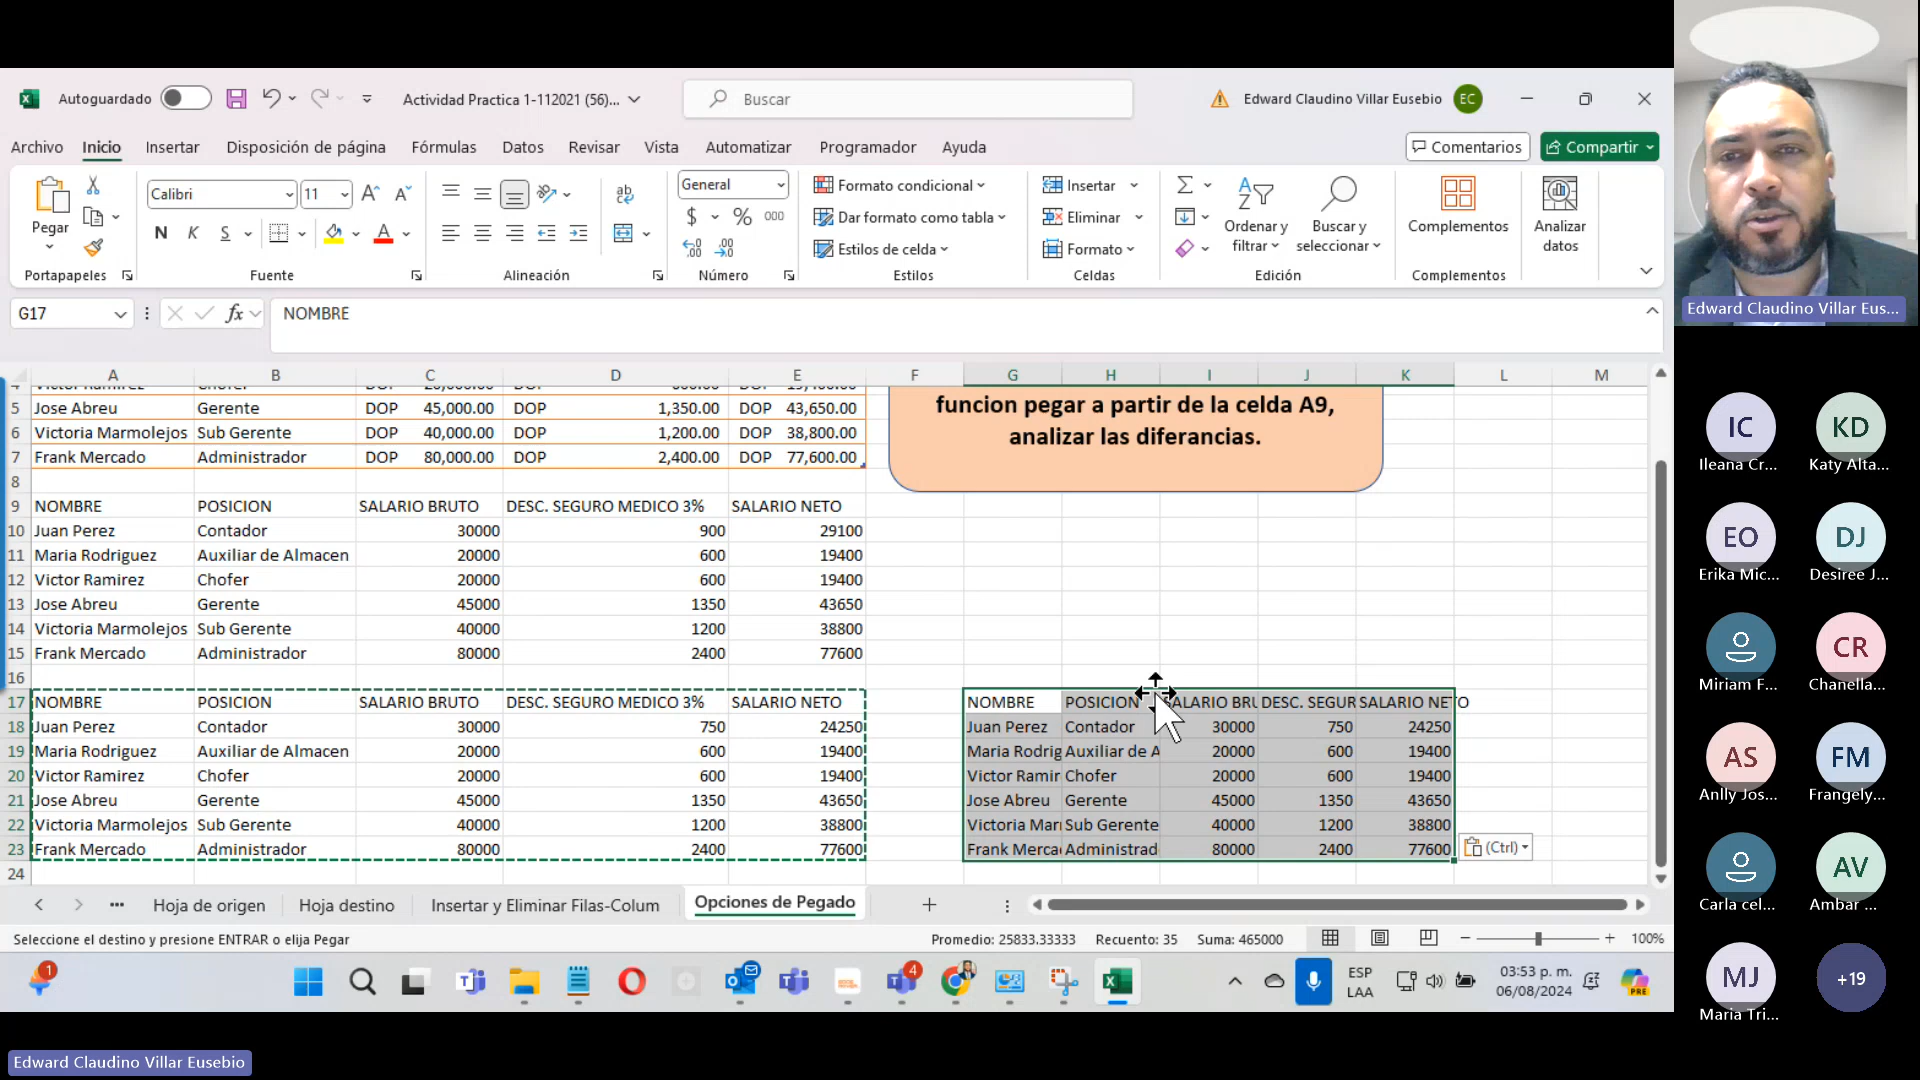 Autoguardado
Actividad Practica 1-112021 (56)...
Buscar
Edward Claudino Villar Eusebio
EC
Archivo
Inicio
Insertar
Disposición de página
Fórmulas
Datos
Revisar
Vista
Automatizar
Programador
Ayuda
Comentarios
Compartir
Pegar
Portapapeles
Calibri
11
N K S
Fuente
Alineación
General
$ % 000
Número
Formato condicional
Dar formato como tabla
Estilos de celda
Estilos
Insertar
Eliminar
Formato
Celdas
Ordenary
filtrar
Buscar y
seleccionar
Edición
Complementos
Complementos
Analizar
datos
G17
fx
NOMBRE
A B C D E F G H I J K L M
5 Jose Abreu Gerente DOP 45,000.00 DOP 1,350.00 DOP 43,650.00
6 Victoria Marmolejos Sub Gerente DOP 40,000.00 DOP 1,200.00 DOP 38,800.00
7 Frank Mercado Administrador DOP 80,000.00 DOP 2,400.00 DOP 77,600.00
funcion pegar a partir de la celda A9,
analizar las diferancias.
8
9 NOMBRE POSICION SALARIO BRUTO DESC. SEGURO MEDICO 3% SALARIO NETO
10 Juan Perez Contador 30000 900 29100
11 Maria Rodriguez Auxiliar de Almacen 20000 600 19400
12 Victor Ramirez Chofer 20000 600 19400
13 Jose Abreu Gerente 45000 1350 43650
14 Victoria Marmolejos Sub Gerente 40000 1200 38800
15 Frank Mercado Administrador 80000 2400 77600
16
17 NOMBRE POSICION SALARIO BRUTO DESC. SEGURO MEDICO 3% SALARIO NETO NOMBRE POSICION SALARIO BRU DESC. SEGUR SALARIO NETO
18 Juan Perez Contador 30000 750 24250 Juan Perez Contador 30000 750 24250
19 Maria Rodriguez Auxiliar de Almacen 20000 600 19400 Maria Rodrig Auxiliar de A 20000 600 19400
20 Victor Ramirez Chofer 20000 600 19400 Victor Ramir Chofer 20000 600 19400
21 Jose Abreu Gerente 45000 1350 43650 Jose Abreu Gerente 45000 1350 43650
22 Victoria Marmolejos Sub Gerente 40000 1200 38800 Victoria Mar Sub Gerente 40000 1200 38800
23 Frank Mercado Administrador 80000 2400 77600 Frank Merca Administrad 80000 2400 77600
(Ctrl)
24
Hoja de origen
Hoja destino
Insertar y Eliminar Filas-Colum
Opciones de Pegado
Seleccione el destino y presione ENTRAR o elija Pegar
Promedio: 25833.33333
Recuento: 35
Suma: 465000
100%
1
4
ESP
LAA
03:53 p. m.
06/08/2024
PRE
Edward Claudino Villar Eusebio
Edward Claudino Villar Eus...
IC
Ileana Cr...
KD
Katy Alta...
EO
Erika Mic...
DJ
Desiree J...
Miriam F...
CR
Chanella...
AS
Anlly Jos...
FM
Frangely...
Carla cel...
AV
Ambar ...
MJ
Maria Tri...
+19